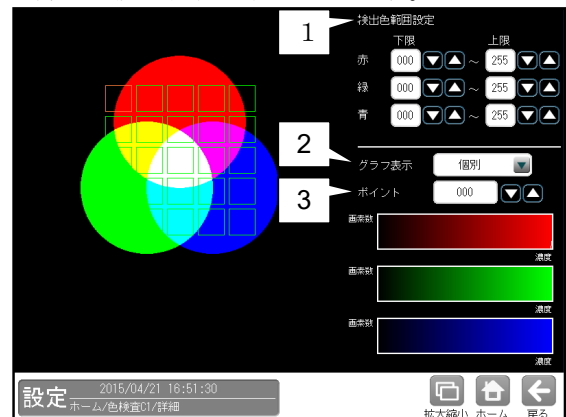 1
検出色範囲設定
下限 上限
赤 000 ～ 255
緑 000 ～ 255
青 000 ～ 255
2
グラフ表示 個別
3
ポイント 000
画素数
濃度
画素数
濃度
画素数
濃度
設定 2015/04/21 16:51:30
ホーム/色検査C1/詳細
拡大縮小 ホーム 戻る